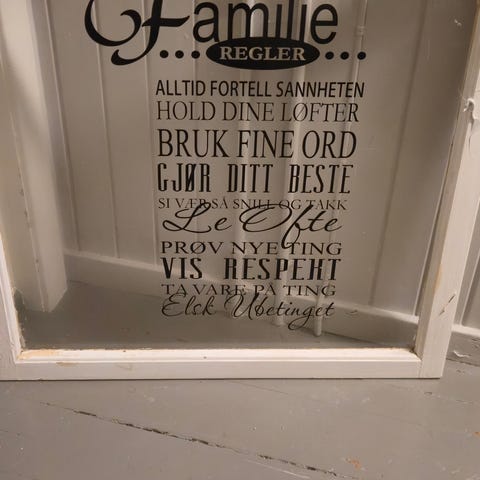 Familie
REGLER
ALLTID FORTELL SANNHETEN
HOLD DINE LØFTER
BRUK FINE ORD
GJØR DITT BESTE
SI VÆR SÅ SNILL OG TAKK
Le Ofte
PRØV NYE TING
VIS RESPEKT
TA VARE PÅ TING
Elsk Ubetinget